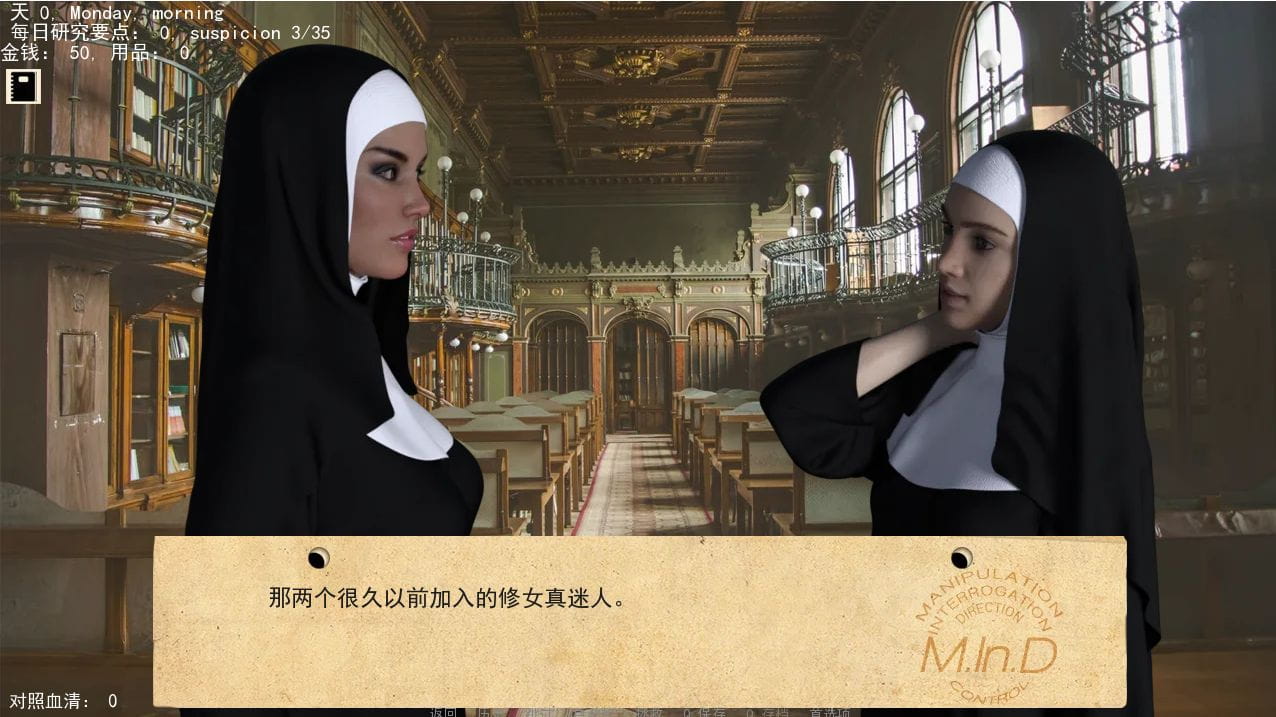 天 0, Monday, morning
每日研究要点: 0, suspicion 3/35
金钱: 50, 用品: 0
那两个很久以前加入的修女真迷人。
MANIPULATION
INTERROGATION
DIRECTION
M.In.D
CONTROL
对照血清: 0
返回